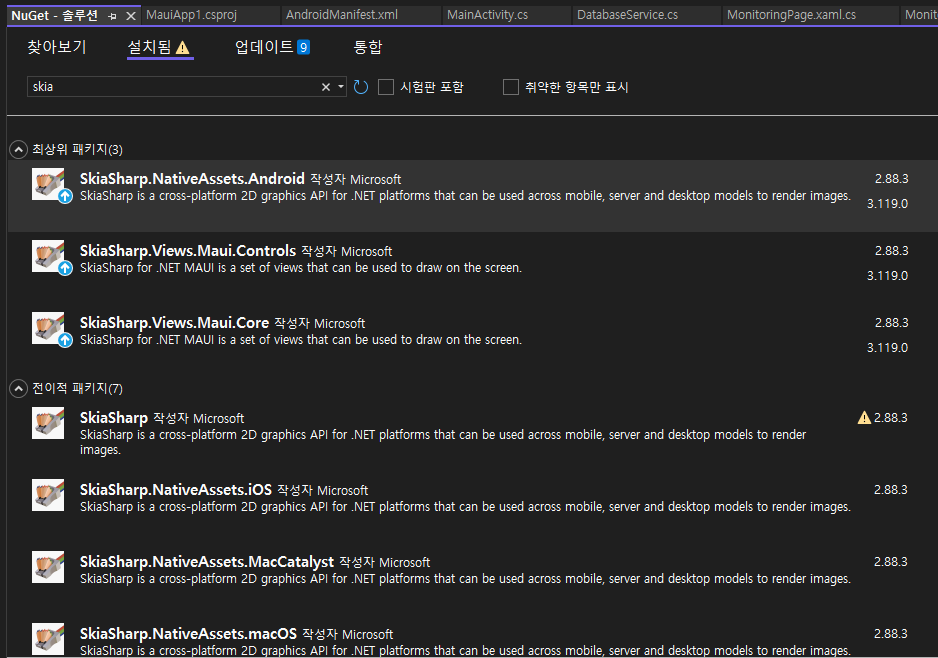 NuGet - 솔루션
MauiApp1.csproj
AndroidManifest.xml
MainActivity.cs
DatabaseService.cs
MonitoringPage.xaml.cs
Monit
찾아보기
설치됨
업데이트 9
통합
skia
시험판 포함
취약한 항목만 표시
최상위 패키지(3)
SkiaSharp.NativeAssets.Android 작성자 Microsoft
2.88.3
SkiaSharp is a cross-platform 2D graphics API for .NET platforms that can be used across mobile, server and desktop models to render images.
3.119.0
SkiaSharp.Views.Maui.Controls 작성자 Microsoft
2.88.3
SkiaSharp for .NET MAUI is a set of views that can be used to draw on the screen.
3.119.0
SkiaSharp.Views.Maui.Core 작성자 Microsoft
2.88.3
SkiaSharp for .NET MAUI is a set of views that can be used to draw on the screen.
3.119.0
전이적 패키지(7)
SkiaSharp 작성자 Microsoft
2.88.3
SkiaSharp is a cross-platform 2D graphics API for .NET platforms that can be used across mobile, server and desktop models to render
images.
SkiaSharp.NativeAssets.iOS 작성자 Microsoft
2.88.3
SkiaSharp is a cross-platform 2D graphics API for .NET platforms that can be used across mobile, server and desktop models to render images.
SkiaSharp.NativeAssets.MacCatalyst 작성자 Microsoft
2.88.3
SkiaSharp is a cross-platform 2D graphics API for .NET platforms that can be used across mobile, server and desktop models to render images.
SkiaSharp.NativeAssets.macOS 작성자 Microsoft
2.88.3
SkiaSharp is a cross-platform 2D graphics API for .NET platforms that can be used across mobile, server and desktop models to render images.